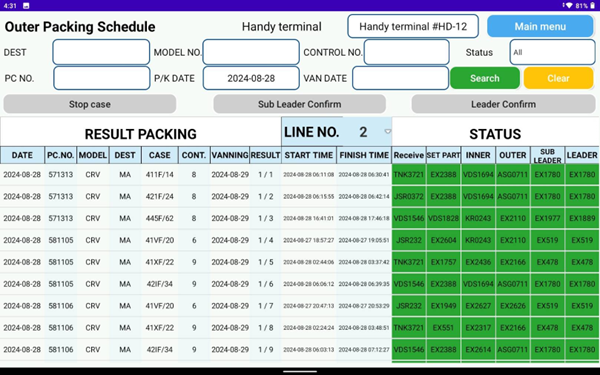 4:31 81%
Outer Packing Schedule Handy terminal Handy terminal #HD-12 Main menu
DEST MODEL NO. CONTROL NO. Status All
PC NO. P/K DATE 2024-08-28 VAN DATE Search Clear
Stop case Sub Leader Confirm Leader Confirm
RESULT PACKING LINE NO. 2 STATUS
DATE PC.NO. MODEL DEST CASE CONT. VANNING RESULT START TIME FINISH TIME Receive SET PART INNER OUTER SUB LEADER LEADER
2024-08-28 571313 CRV MA 411F/14 8 2024-08-29 1 / 1 2024-08-28 06:11:08 2024-08-28 06:30:41 TNK3721 EX2388 VDS1694 ASG0711 EX1780 EX1780
2024-08-28 571313 CRV MA 421F/24 8 2024-08-29 1 / 2 2024-08-28 06:15:55 2024-08-28 06:42:14 JSR0372 EX2388 VDS1694 ASG0711 EX1780 EX1780
2024-08-28 571313 CRV MA 445F/62 8 2024-08-29 1 / 3 2024-08-28 16:41:01 2024-08-28 17:46:18 VDS1546 VDS1828 KR0243 EX2110 EX1977 EX1889
2024-08-28 581105 CRV MA 41VF/20 6 2024-08-29 1 / 4 2024-08-27 18:57:27 2024-08-27 19:05:51 JSR232 EX2604 KR0243 EX2110 EX519 EX519
2024-08-28 581105 CRV MA 41XF/22 9 2024-08-29 1 / 5 2024-08-28 02:44:06 2024-08-28 03:37:42 TNK3721 EX1757 EX2436 EX2166 EX478 EX478
2024-08-28 581105 CRV MA 42IF/34 9 2024-08-29 1 / 6 2024-08-28 06:06:12 2024-08-28 06:39:35 VDS1546 EX2388 VDS1694 ASG0711 EX1780 EX1780
2024-08-28 581106 CRV MA 41VF/20 6 2024-08-29 1 / 7 2024-08-27 20:47:13 2024-08-27 20:53:29 JSR232 EX1949 EX2627 EX2626 EX519 EX519
2024-08-28 581106 CRV MA 41XF/22 9 2024-08-29 1 / 8 2024-08-28 02:24:24 2024-08-28 03:48:51 TNK3721 EX551 EX2317 EX2166 EX478 EX478
2024-08-28 581106 CRV MA 42IF/34 9 2024-08-29 1 / 9 2024-08-28 06:03:13 2024-08-28 07:12:27 VDS1546 EX2388 EX2614 ASG0711 EX1780 EX1780